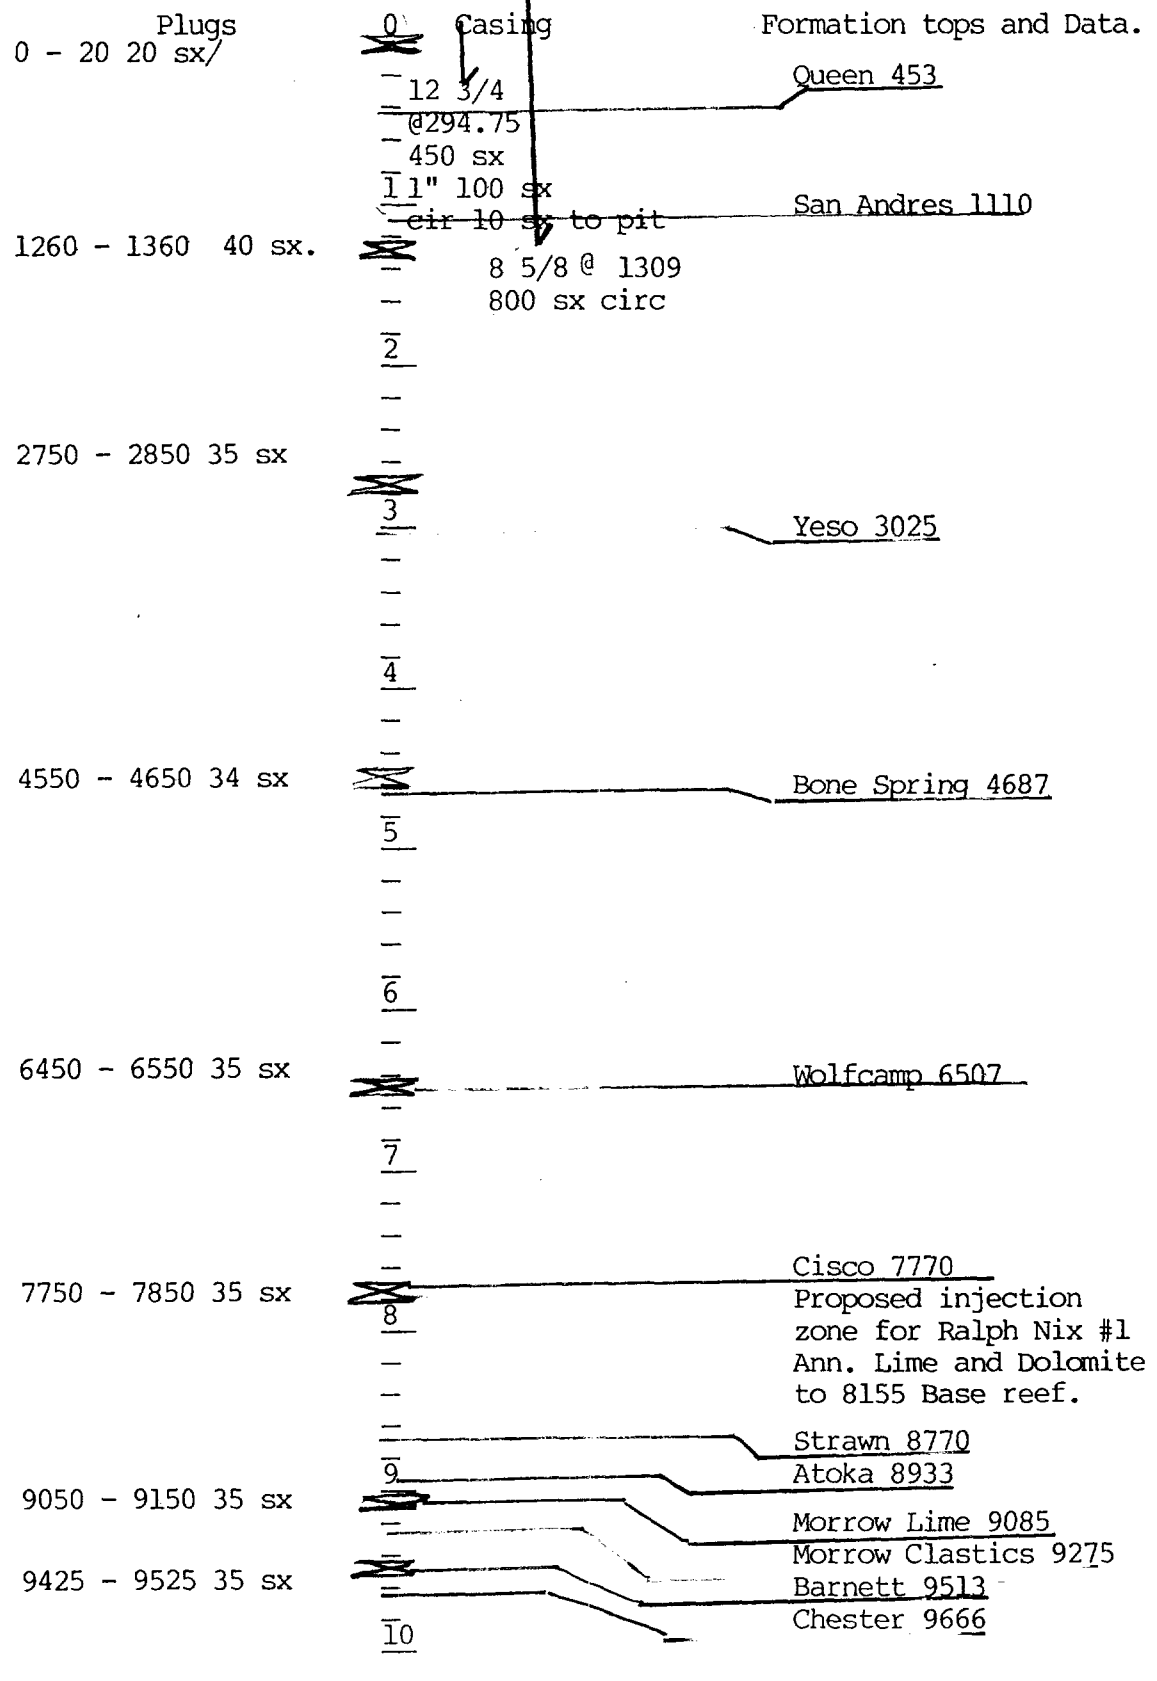 Plugs 0 Casing Formation tops and Data.
0 - 20 20 sx/
Queen 453
12 3/4
@294.75
450 sx
1 1" 100 sx
San Andres 1110
cir 10 sx to pit
1260 - 1360 40 sx.
8 5/8 @ 1309
800 sx circ
2
2750 - 2850 35 sx
3
Yeso 3025
4
4550 - 4650 34 sx
Bone Spring 4687
5
6
6450 - 6550 35 sx
Wolfcamp 6507
7
Cisco 7770
7750 - 7850 35 sx
Proposed injection
8
zone for Ralph Nix #1
Ann. Lime and Dolomite
to 8155 Base reef.
Strawn 8770
9
Atoka 8933
9050 - 9150 35 sx
Morrow Lime 9085
Morrow Clastics 9275
9425 - 9525 35 sx
Barnett 9513
Chester 9666
10